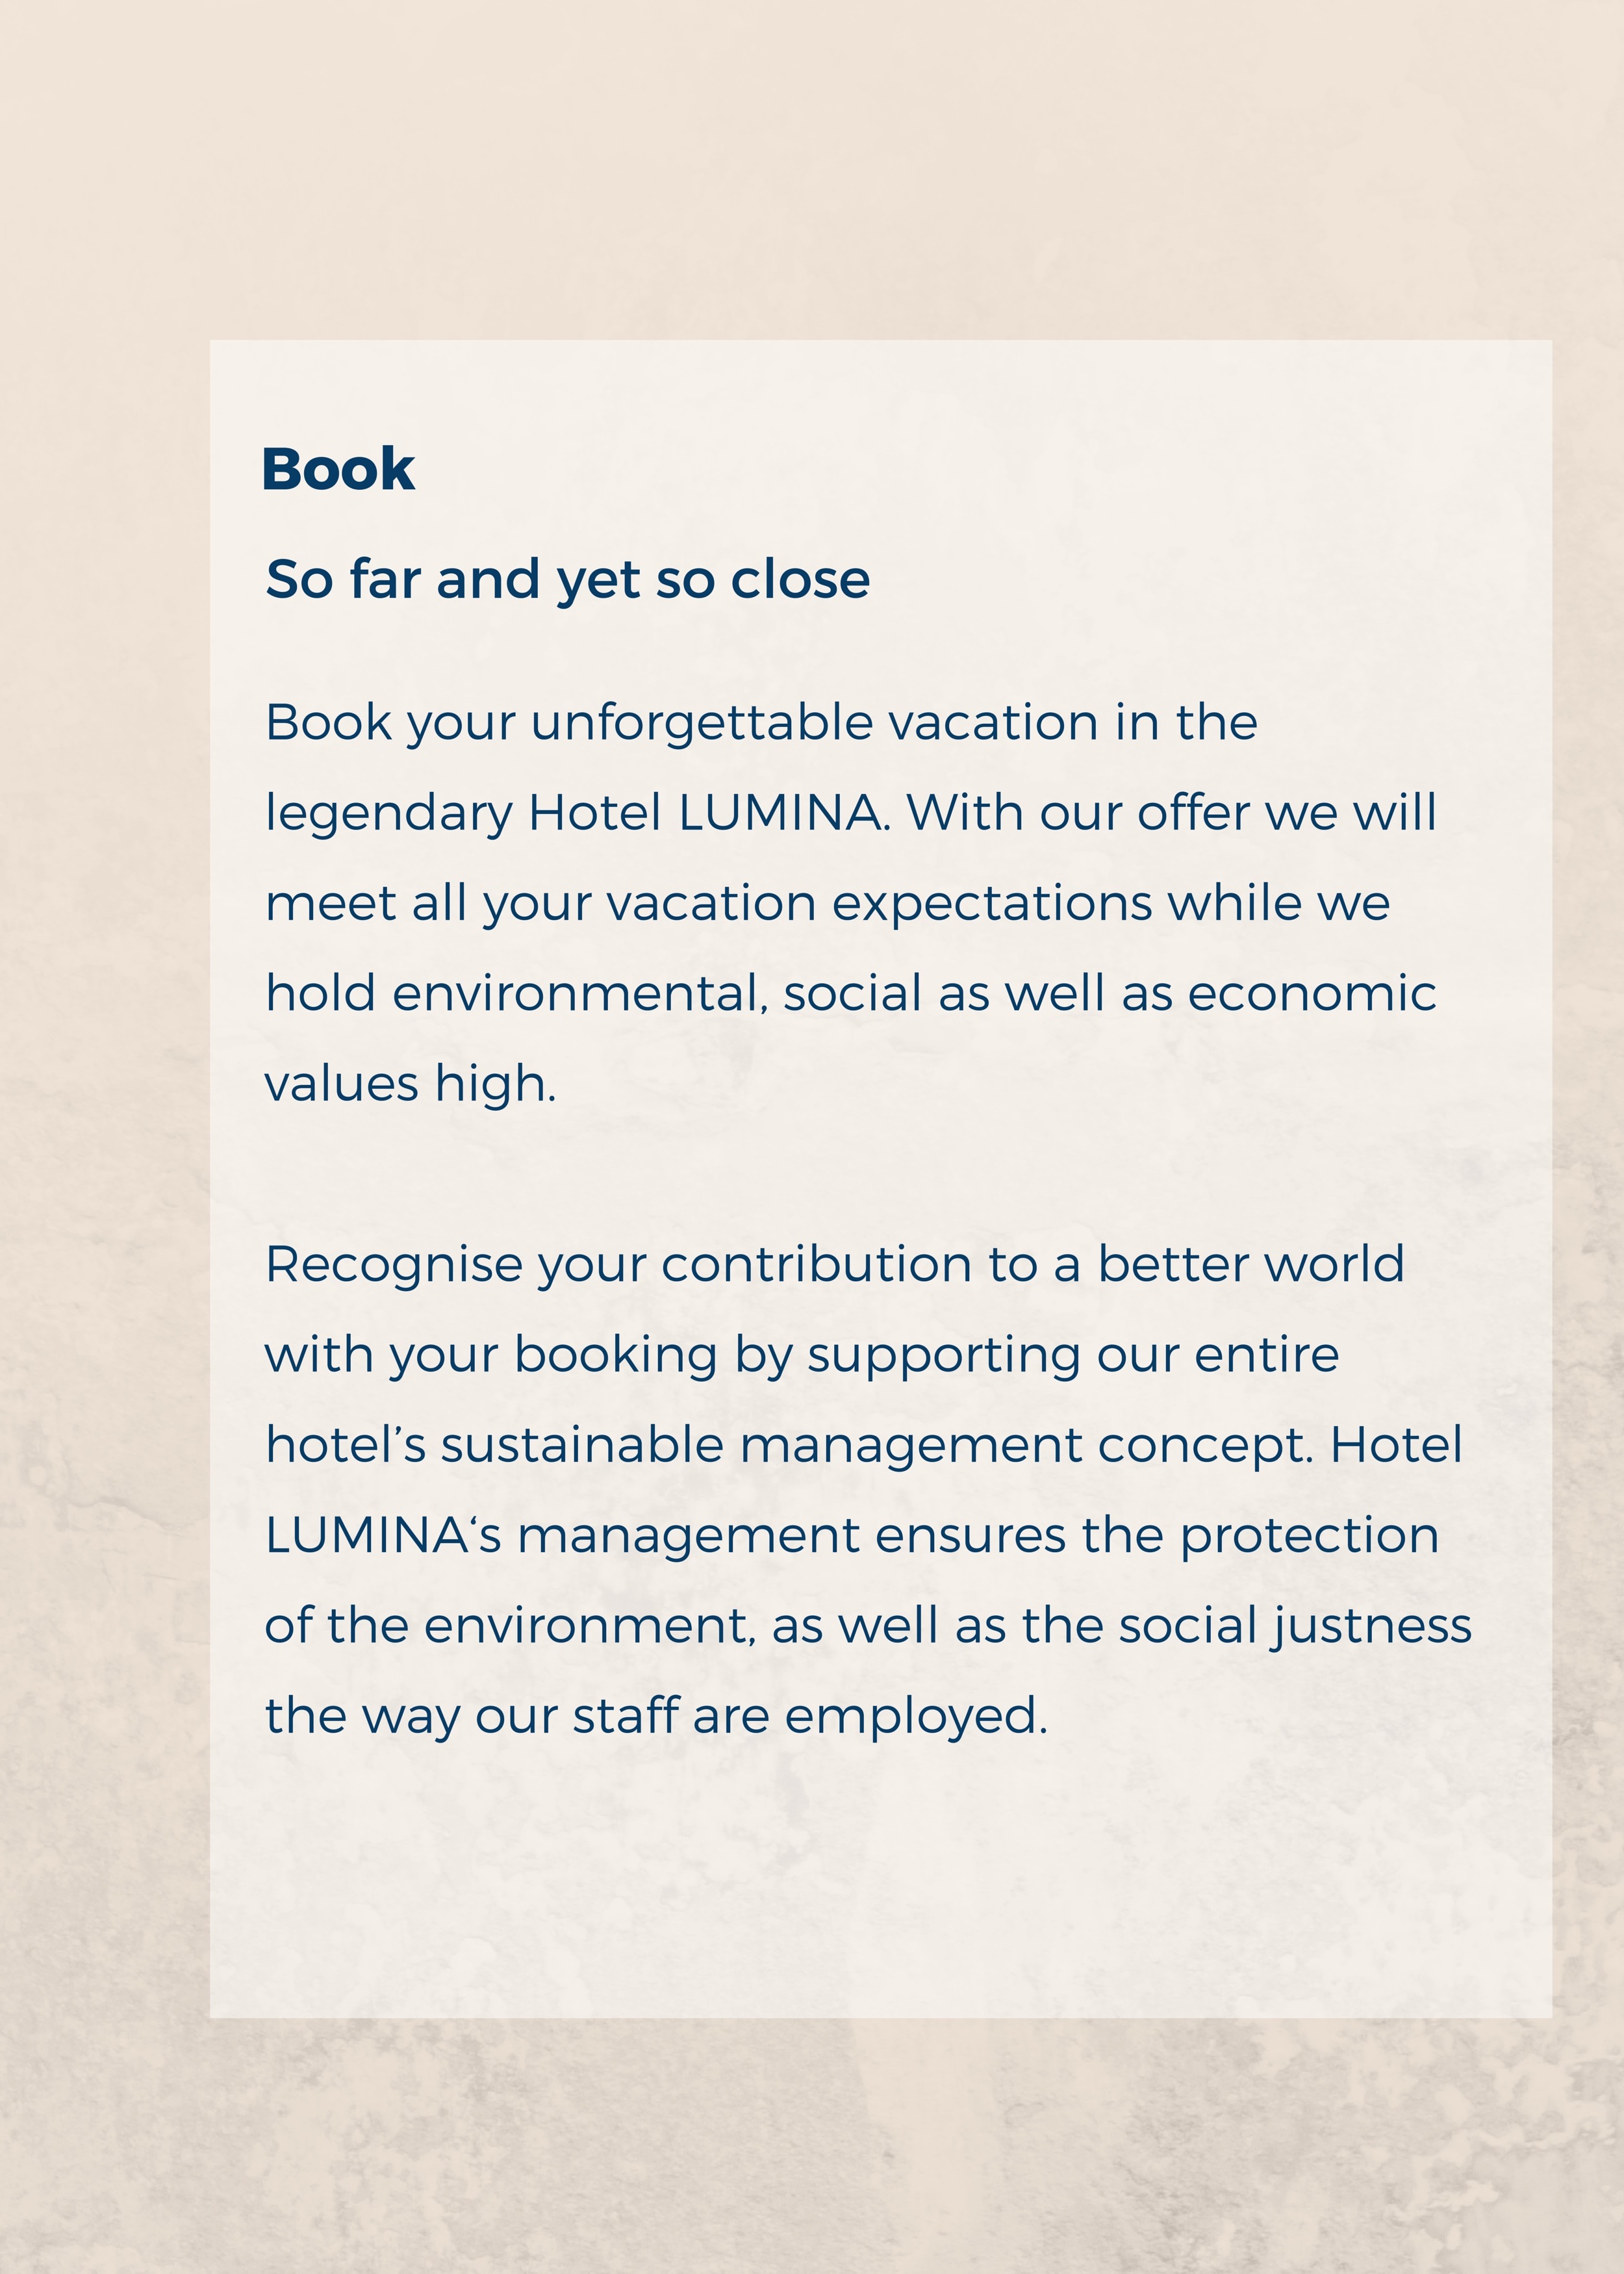 Book
So far and yet so close
Book your unforgettable vacation in the
legendary Hotel LUMINA. With our offer we will
meet all your vacation expectations while we
hold environmental, social as well as economic
values high.
Recognise your contribution to a better world
with your booking by supporting our entire
hotel’s sustainable management concept. Hotel
LUMINA‘s management ensures the protection
of the environment, as well as the social justness
the way our staff are employed.